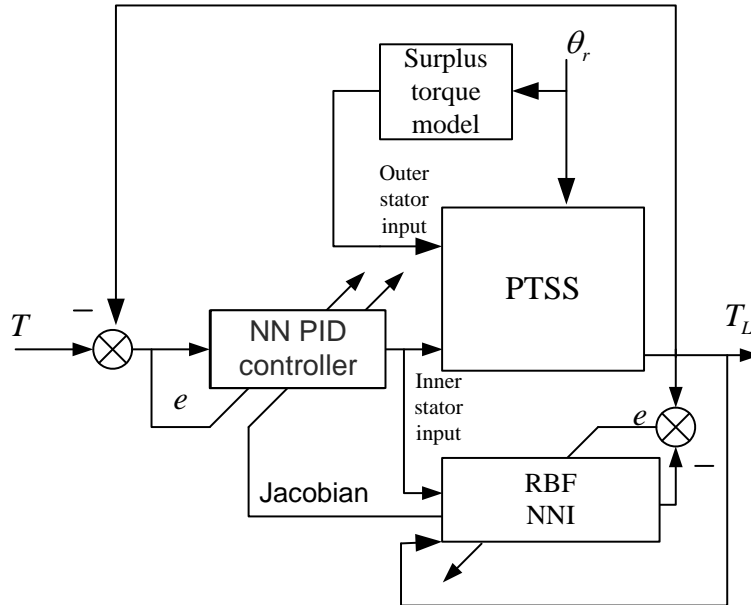 θr
Surplus
torque
model
Outer
stator
input
PTSS
−
T
NN PID
controller
TL
e
Inner
stator
input
e
−
Jacobian
RBF
NNI